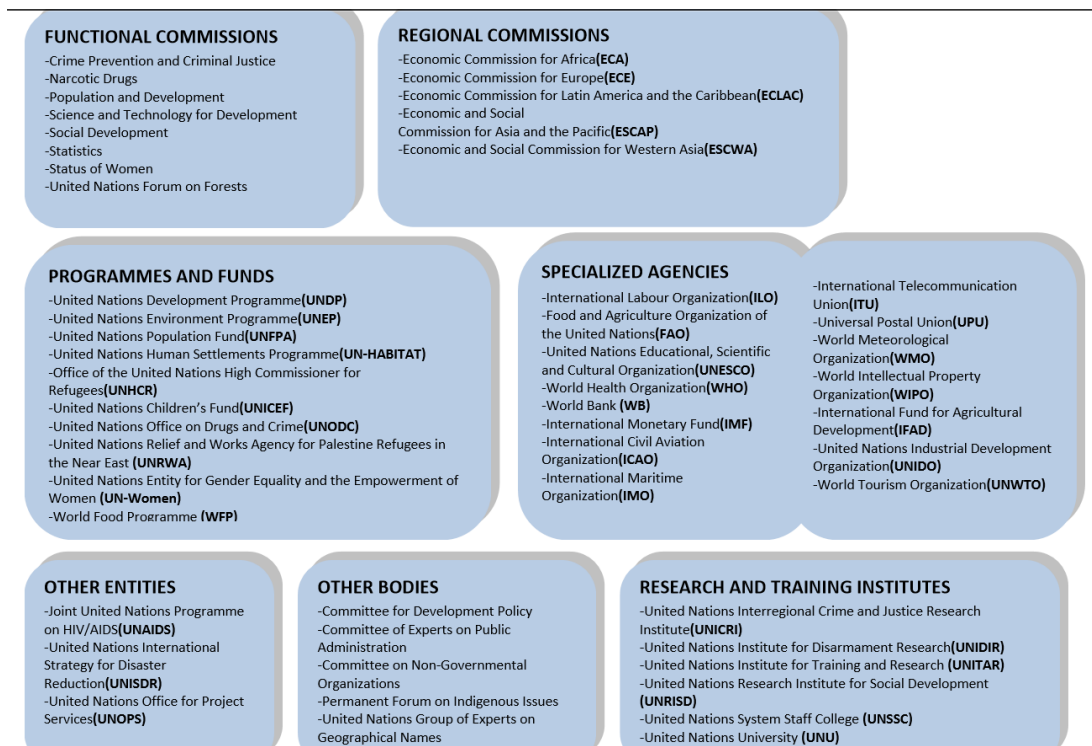 FUNCTIONAL COMMISSIONS
-Crime Prevention and Criminal Justice
-Narcotic Drugs
-Population and Development
-Science and Technology for Development
-Social Development
-Statistics
-Status of Women
-United Nations Forum on Forests
REGIONAL COMMISSIONS
-Economic Commission for Africa(ECA)
-Economic Commission for Europe(ECE)
-Economic Commission for Latin America and the Caribbean(ECLAC)
-Economic and Social
Commission for Asia and the Pacific(ESCAP)
-Economic and Social Commission for Western Asia(ESCWA)
PROGRAMMES AND FUNDS
-United Nations Development Programme(UNDP)
-United Nations Environment Programme(UNEP)
-United Nations Population Fund(UNFPA)
-United Nations Human Settlements Programme(UN-HABITAT)
-Office of the United Nations High Commissioner for
Refugees(UNHCR)
-United Nations Children’s Fund(UNICEF)
-United Nations Office on Drugs and Crime(UNODC)
-United Nations Relief and Works Agency for Palestine Refugees in
the Near East (UNRWA)
-United Nations Entity for Gender Equality and the Empowerment of
Women (UN-Women)
-World Food Programme (WFP)
SPECIALIZED AGENCIES
-International Labour Organization(ILO)
-Food and Agriculture Organization of
the United Nations(FAO)
-United Nations Educational, Scientific
and Cultural Organization(UNESCO)
-World Health Organization(WHO)
-World Bank (WB)
-International Monetary Fund(IMF)
-International Civil Aviation
Organization(ICAO)
-International Maritime
Organization(IMO)
-International Telecommunication
Union(ITU)
-Universal Postal Union(UPU)
-World Meteorological
Organization(WMO)
-World Intellectual Property
Organization(WIPO)
-International Fund for Agricultural
Development(IFAD)
-United Nations Industrial Development
Organization(UNIDO)
-World Tourism Organization(UNWTO)
OTHER ENTITIES
-Joint United Nations Programme
on HIV/AIDS(UNAIDS)
-United Nations International
Strategy for Disaster
Reduction(UNISDR)
-United Nations Office for Project
Services(UNOPS)
OTHER BODIES
-Committee for Development Policy
-Committee of Experts on Public
Administration
-Committee on Non-Governmental
Organizations
-Permanent Forum on Indigenous Issues
-United Nations Group of Experts on
Geographical Names
RESEARCH AND TRAINING INSTITUTES
-United Nations Interregional Crime and Justice Research
Institute(UNICRI)
-United Nations Institute for Disarmament Research(UNIDIR)
-United Nations Institute for Training and Research (UNITAR)
-United Nations Research Institute for Social Development
(UNRISD)
-United Nations System Staff College (UNSSC)
-United Nations University (UNU)